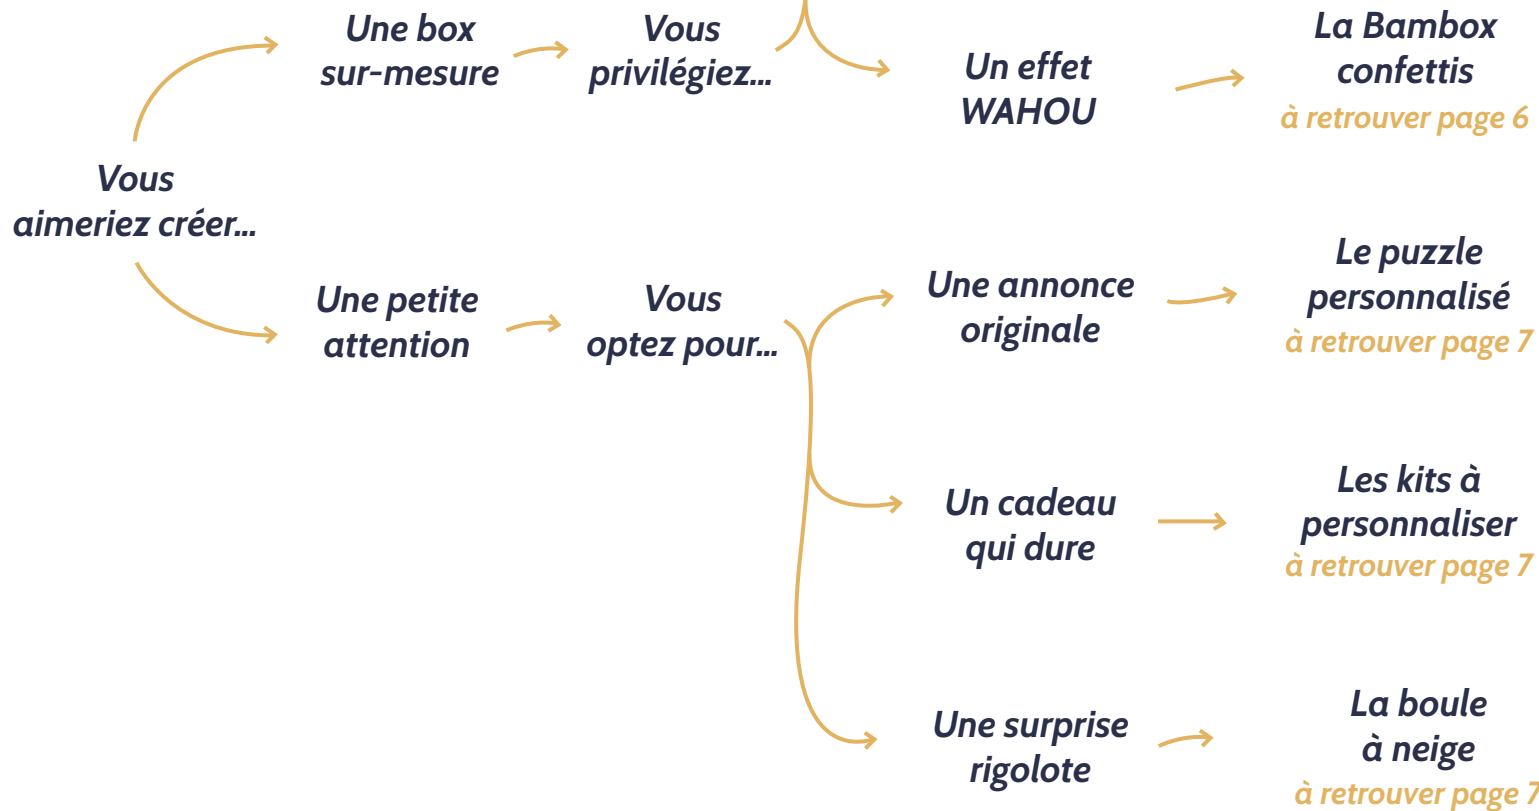 Une box
sur-mesure
Vous
privilégiez...
Un effet
WAHOU
La Bambox
confettis
à retrouver page 6
Vous
aimeriez créer...
Une petite
attention
Vous
optez pour...
Une annonce
originale
Le puzzle
personnalisé
à retrouver page 7
Un cadeau
qui dure
Les kits à
personnaliser
à retrouver page 7
Une surprise
rigolote
La boule
à neige
à retrouver page 7